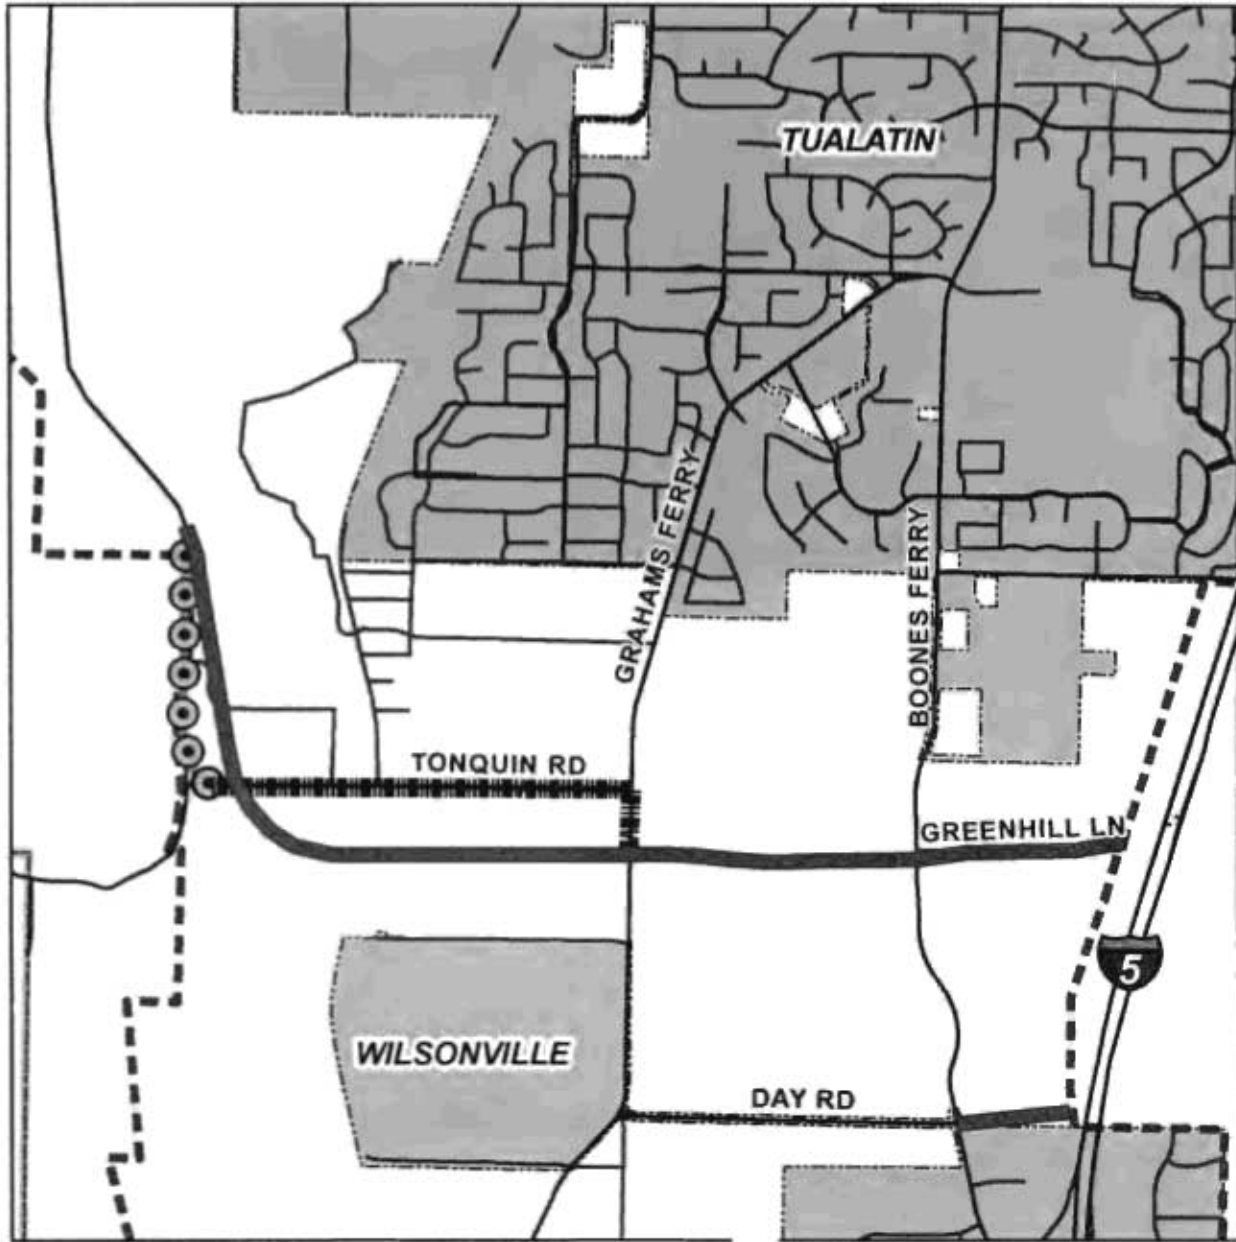 TUALATIN
GRAHAMS FERRY
BOONES FERRY
TONQUIN RD
GREENHILL LN
5
WILSONVILLE
DAY RD